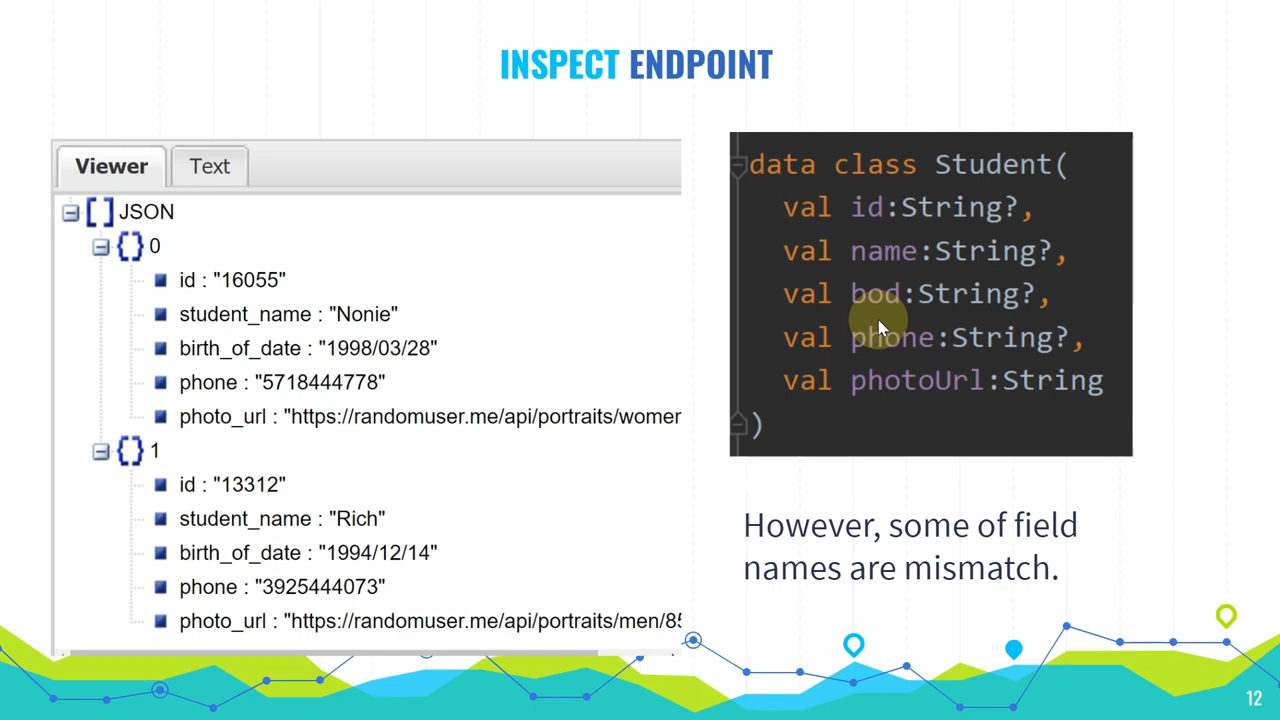 INSPECT ENDPOINT
Viewer
Text
JSON
0
id : "16055"
student_name : "Nonie"
birth_of_date : "1998/03/28"
phone : "5718444778"
photo_url : "https://randomuser.me/api/portraits/women
1
id : "13312"
student_name : "Rich"
birth_of_date : "1994/12/14"
phone : "3925444073"
photo_url : "https://randomuser.me/api/portraits/men/85
data class Student(
val id:String?,
val name:String?,
val bod:String?,
val phone:String?,
val photoUrl:String
)
However, some of field
names are mismatch.
12